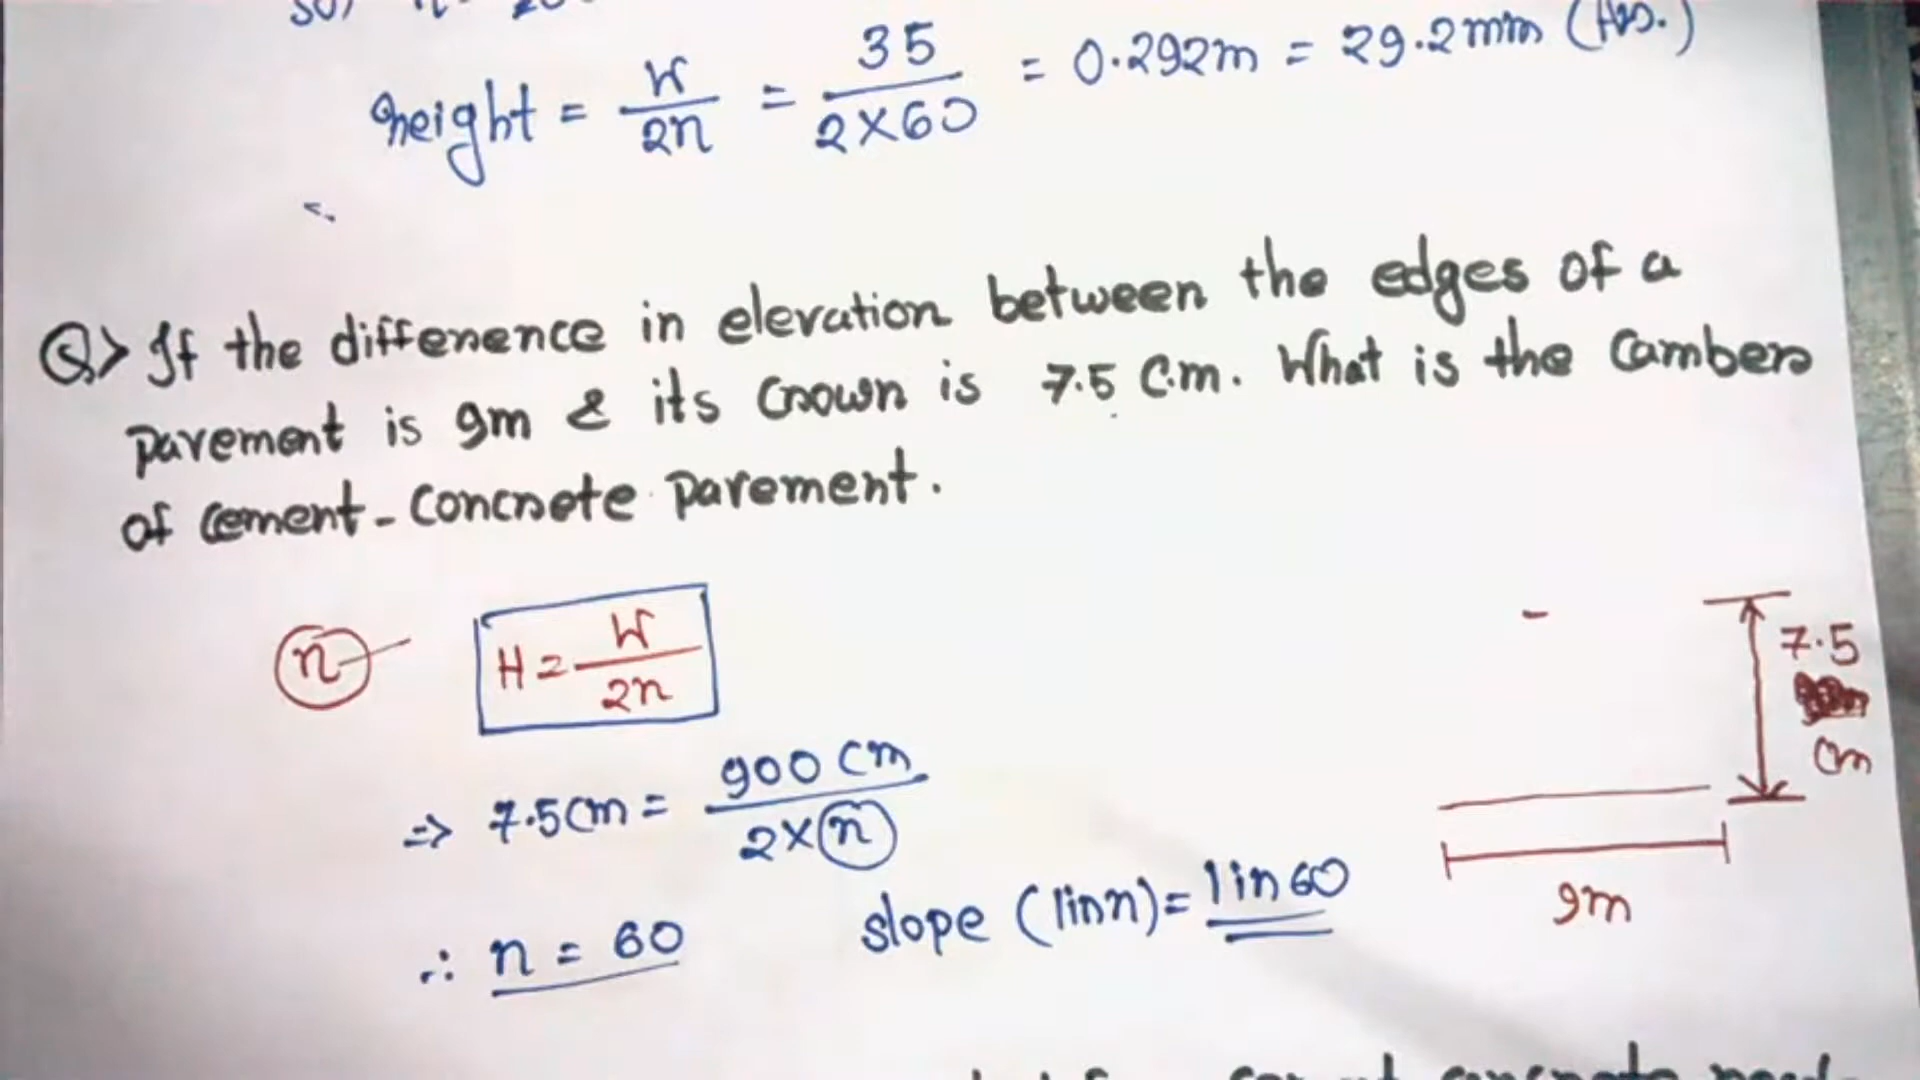 height = W/2n = 35/2×60 = 0.292m = 29.2mm (Ans.)
Q> If the difference in elevation between the edges of a
pavement is 9m & its crown is 7.5 C.m. What is the camber
of cement-concrete pavement.
n
H = W/2n
7.5
cm
⇒ 7.5cm = 900 cm/2×n
9m
∴ n = 60
slope (1 in n) = 1 in 60